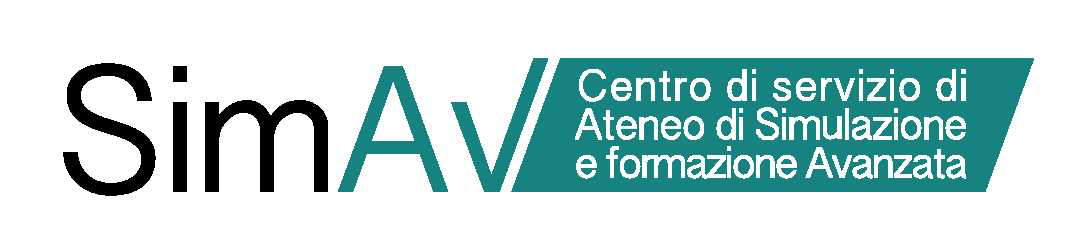 SimAv
Centro di servizio di
Ateneo di Simulazione
e formazione Avanzata